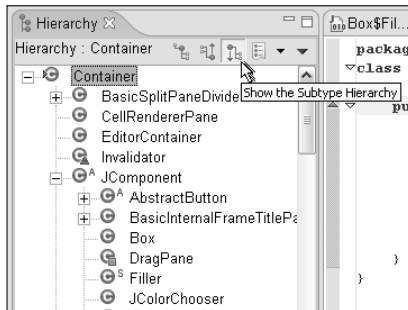 Hierarchy
Box$Fil...
Hierarchy : Container
packag
Container
class
BasicSplitPaneDivide
Show the Subtype Hierarchy
CellRendererPane
pu
EditorContainer
Invalidator
JComponent
AbstractButton
BasicInternalFrameTitlePa
Box
DragPane
}
Filler
}
JColorChooser